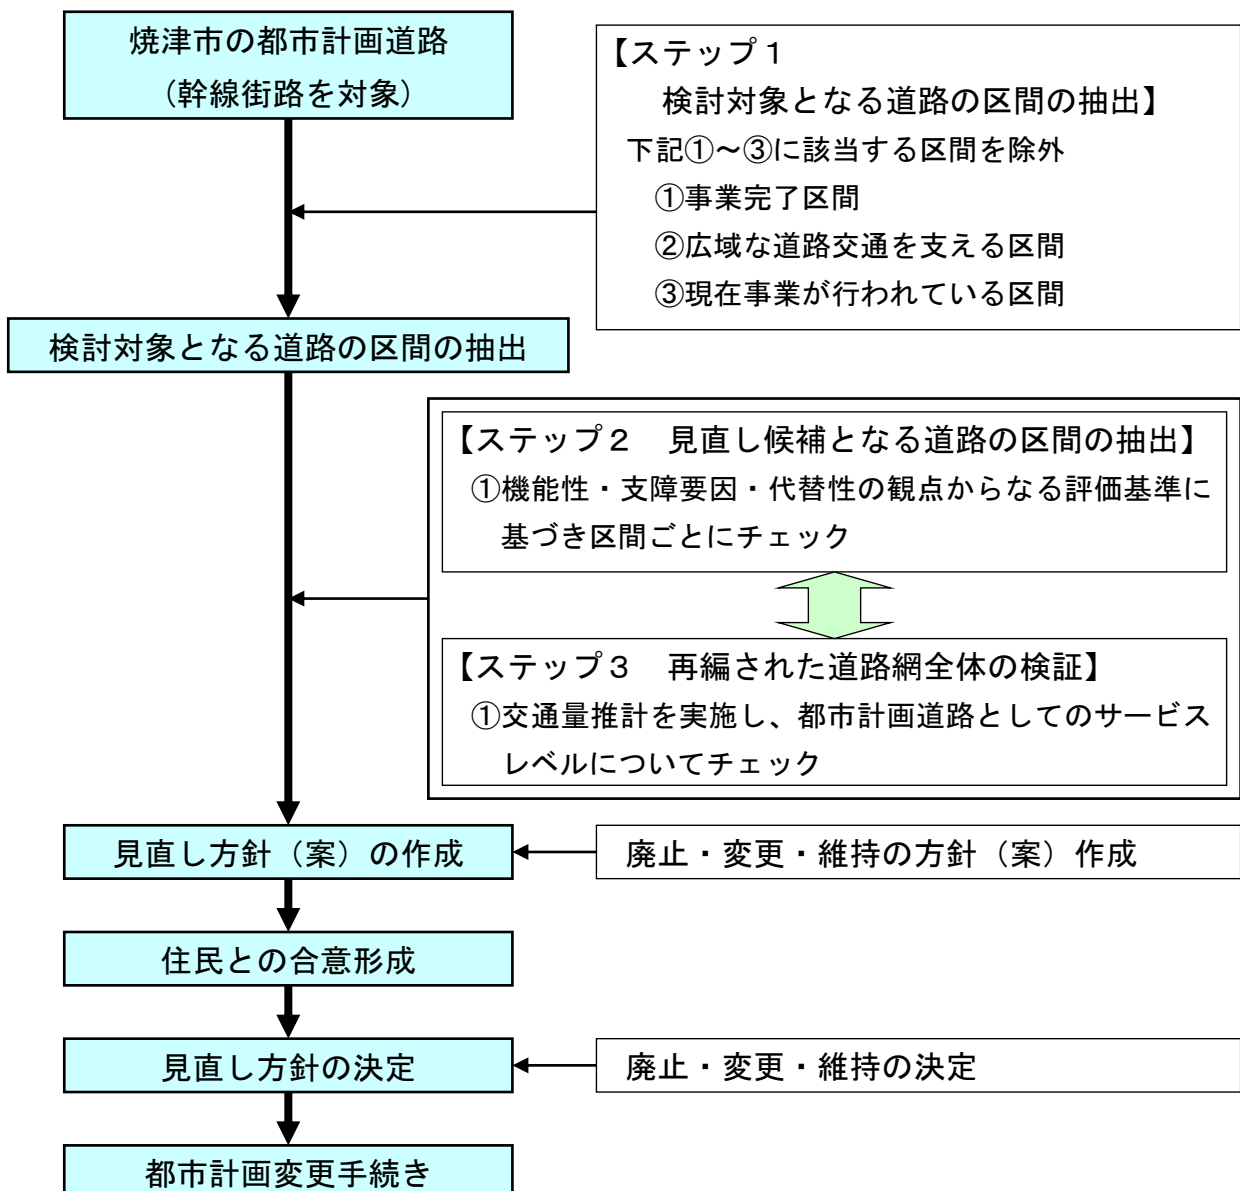 焼津市の都市計画道路
（幹線街路を対象）
【ステップ１
検討対象となる道路の区間の抽出】
下記①～③に該当する区間を除外
①事業完了区間
②広域な道路交通を支える区間
③現在事業が行われている区間
検討対象となる道路の区間の抽出
【ステップ２　見直し候補となる道路の区間の抽出】
①機能性・支障要因・代替性の観点からなる評価基準に
基づき区間ごとにチェック
【ステップ３　再編された道路網全体の検証】
①交通量推計を実施し、都市計画道路としてのサービス
レベルについてチェック
見直し方針（案）の作成
廃止・変更・維持の方針（案）作成
住民との合意形成
見直し方針の決定
廃止・変更・維持の決定
都市計画変更手続き